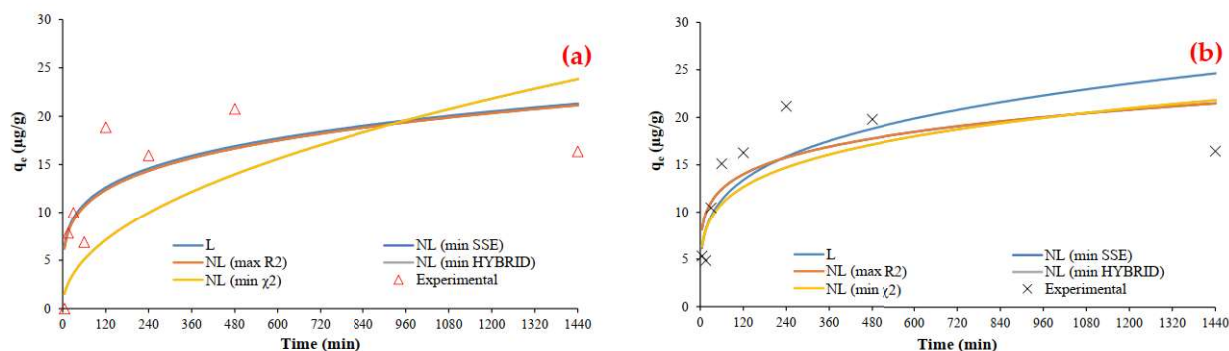 30
25
20
15
10
5
0
qe (µg/g)
(a)
L
NL (min SSE)
NL (max R2)
NL (min HYBRID)
NL (min χ2)
Experimental
0 120 240 360 480 600 720 840 960 1080 1200 1320 1440
Time (min)
30
25
20
15
10
5
0
qe (µg/g)
(b)
L
NL (min SSE)
NL (max R2)
NL (min HYBRID)
NL (min χ2)
Experimental
0 120 240 360 480 600 720 840 960 1080 1200 1320 1440
Time (min)